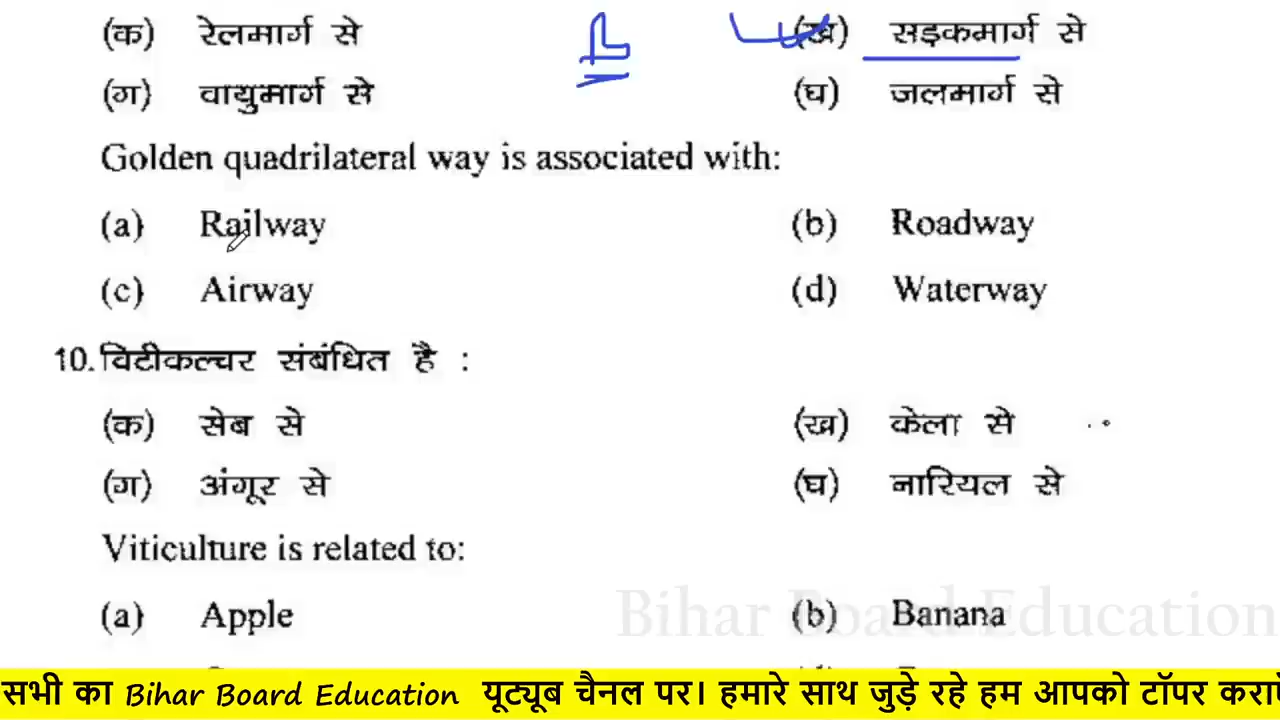 (क) रेलमार्ग से (ख) सड़कमार्ग से
(ग) वायुमार्ग से (घ) जलमार्ग से
Golden quadrilateral way is associated with:
(a) Railway (b) Roadway
(c) Airway (d) Waterway
10. विटीकल्चर संबंधित है :
(क) सेब से (ख) केला से
(ग) अंगूर से (घ) नारियल से
Viticulture is related to:
(a) Apple (b) Banana
Bihar Board Education
सभी का Bihar Board Education यूट्यूब चैनल पर। हमारे साथ जुड़े रहे हम आपको टॉपर